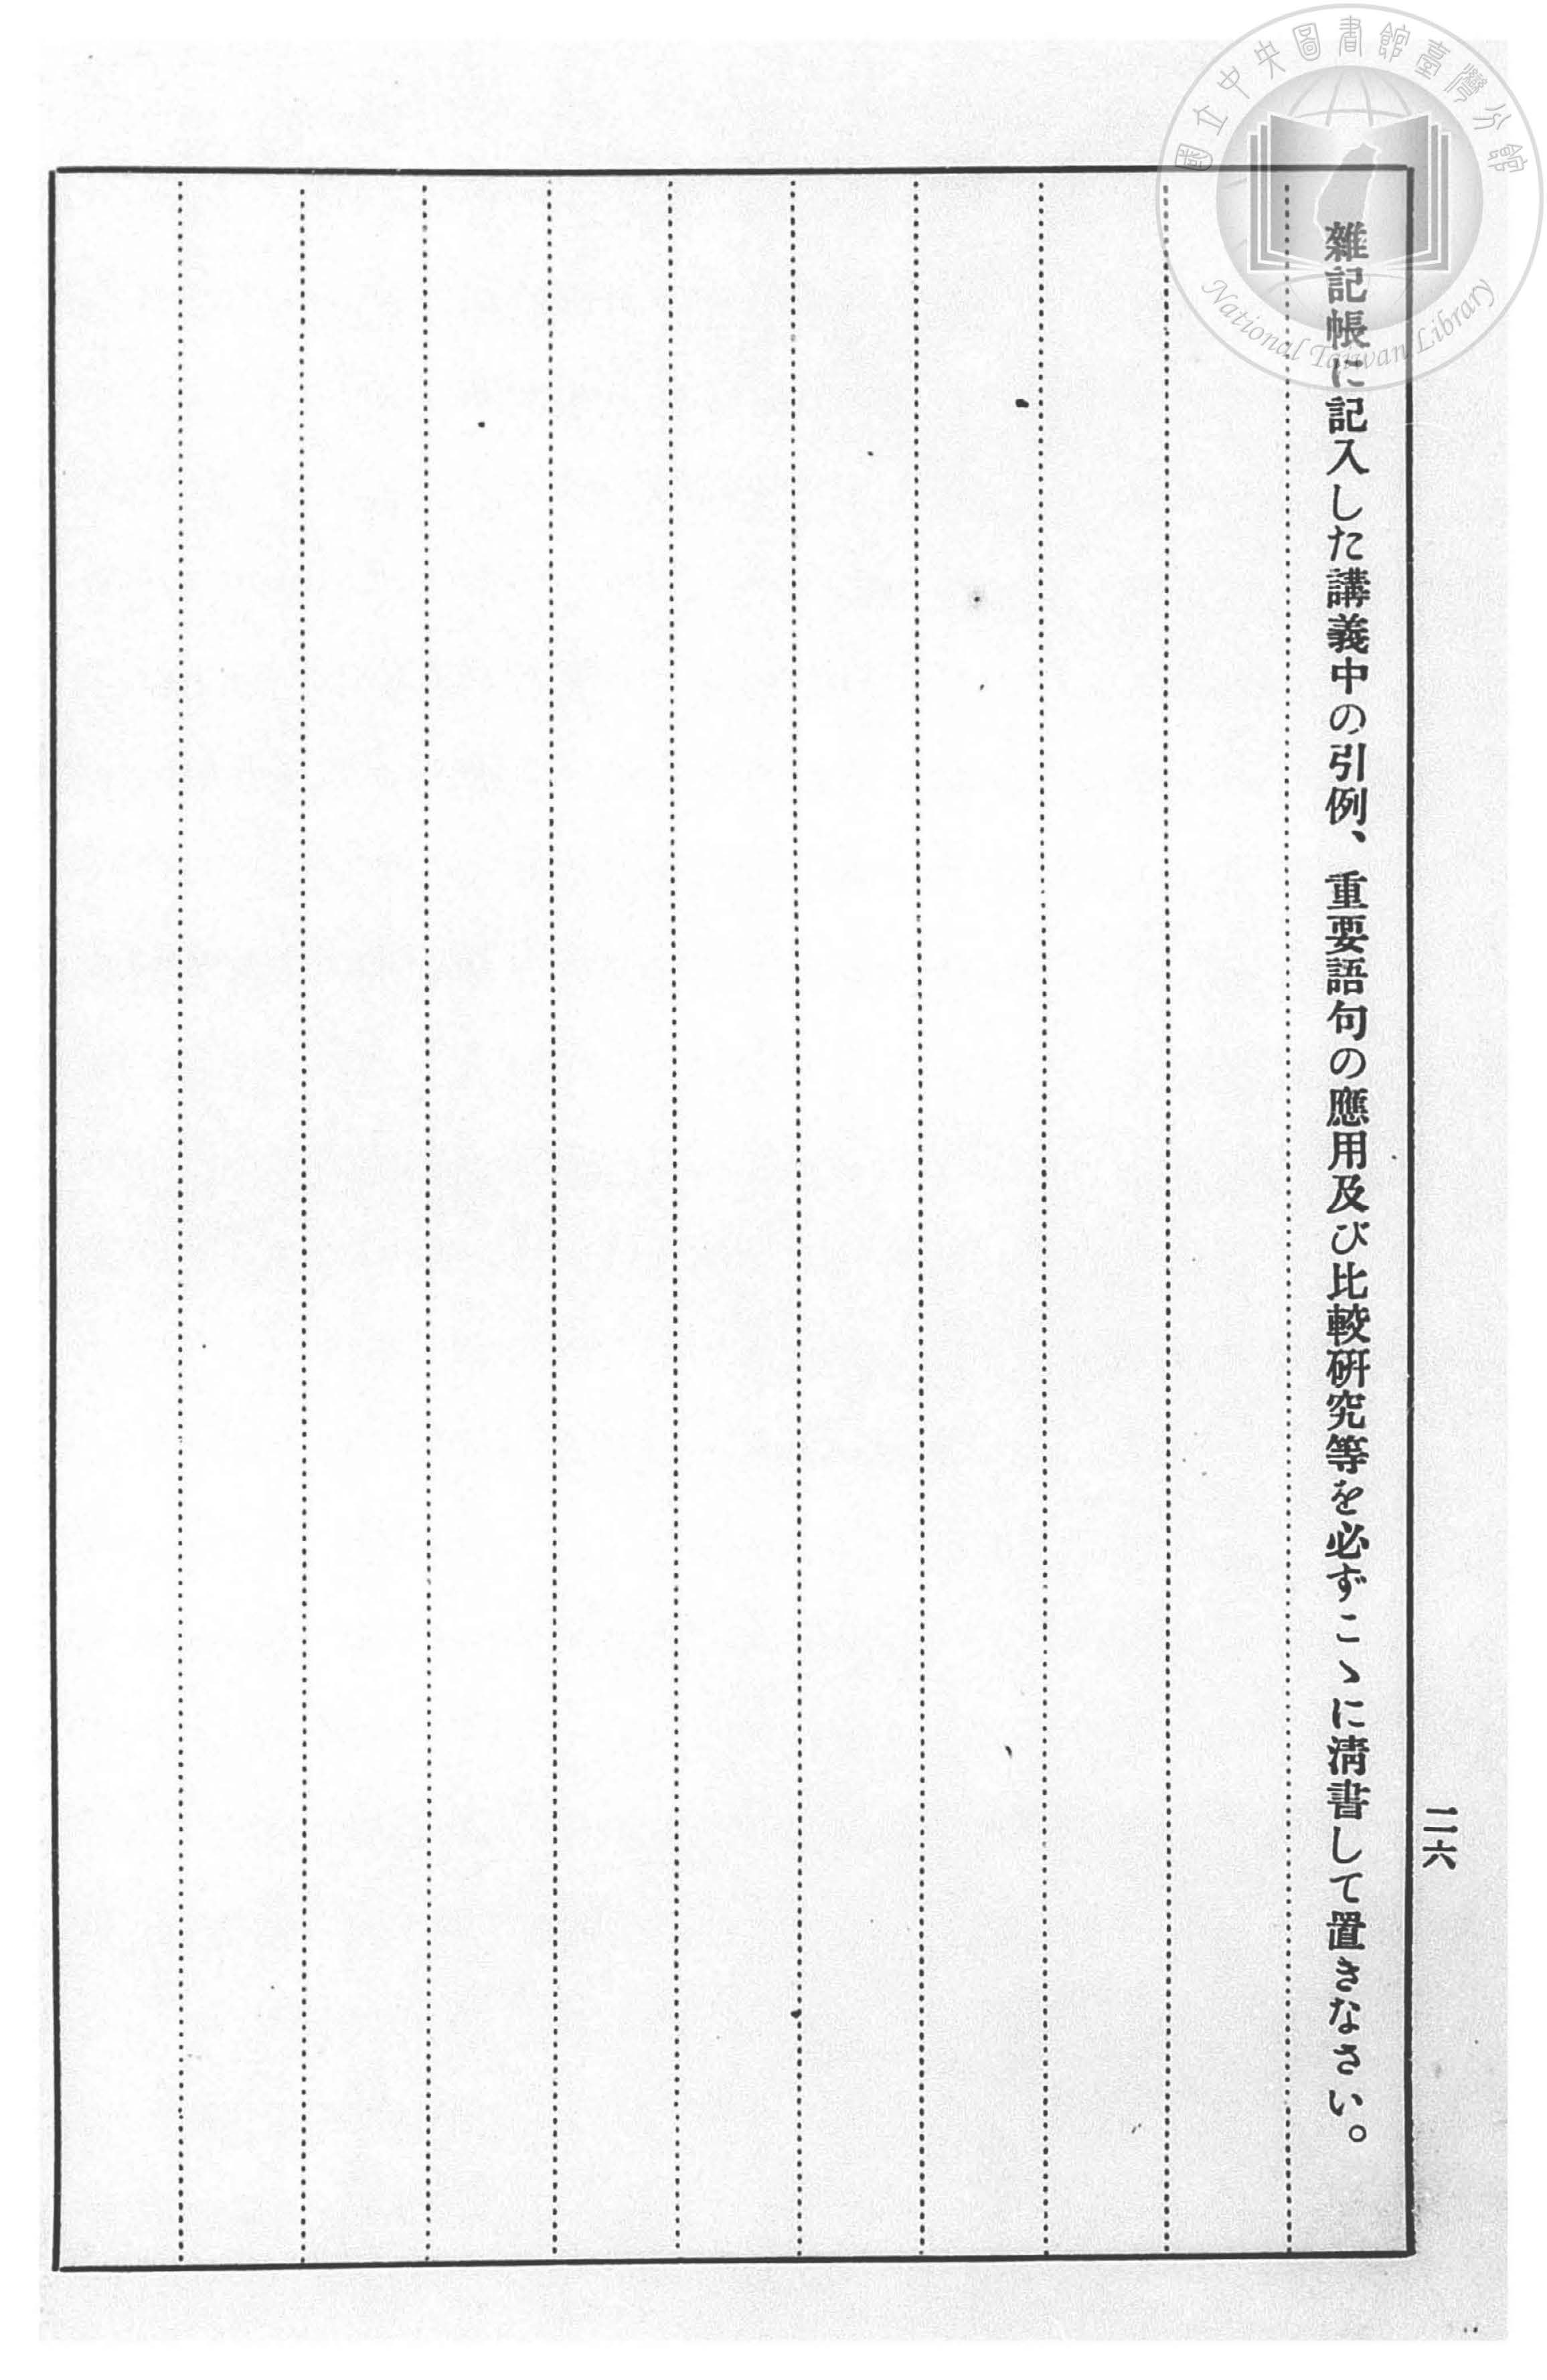 雜記帳に記入した講義中の引例、重要語句の應用及び比較研究等を必ずこゝに淸書して置きなさい。
二六
國立中央圖書館臺灣分館
National Taiwan Library